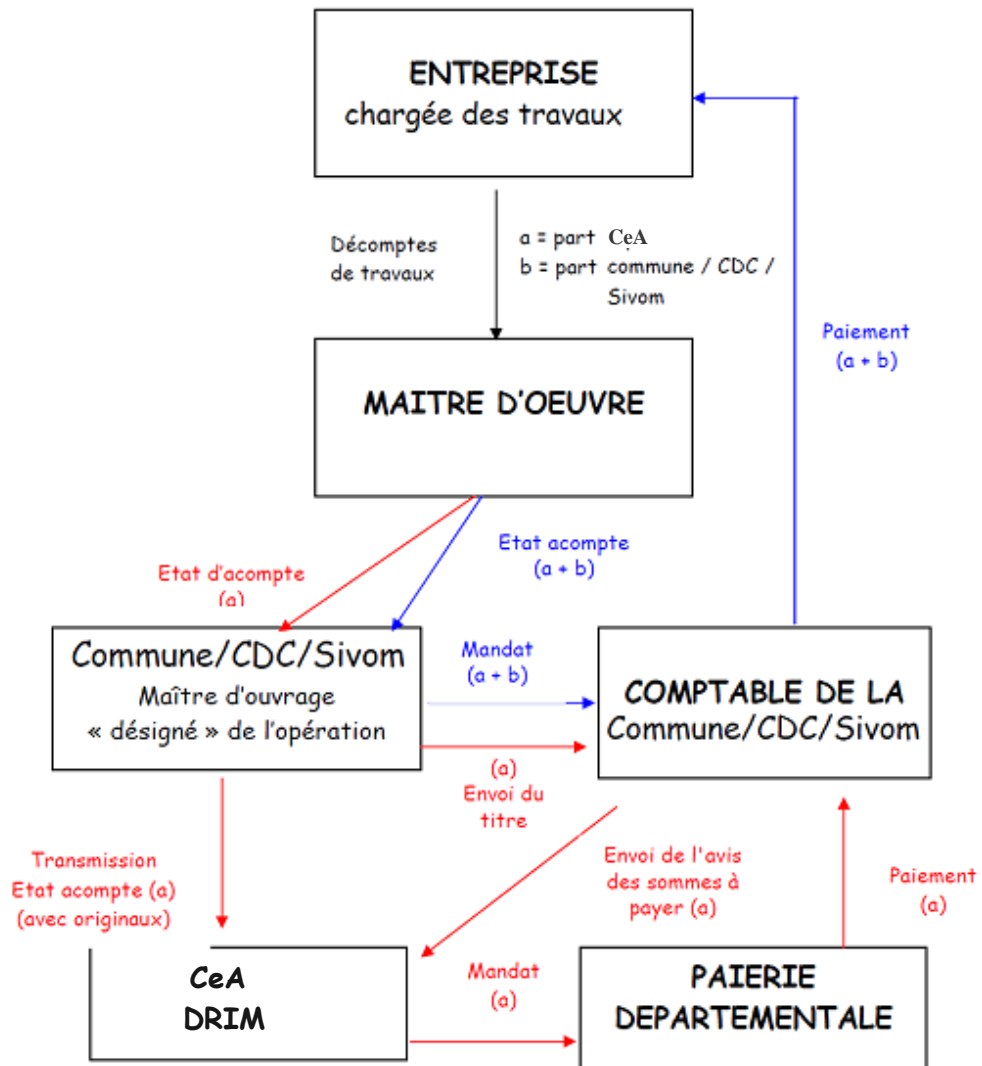 ENTREPRISE
chargée des travaux
Décomptes
de travaux
a = part CeA
b = part commune / CDC /
Sivom
Paiement
(a + b)
MAITRE D'OEUVRE
Etat d'acompte
(a)
Etat acompte
(a + b)
Commune/CDC/Sivom
Maître d'ouvrage
« désigné » de l'opération
Mandat
(a + b)
(a)
Envoi du
titre
COMPTABLE DE LA
Commune/CDC/Sivom
Transmission
Etat acompte (a)
(avec originaux)
Envoi de l'avis
des sommes à
payer (a)
Paiement
(a)
CeA
DRIM
Mandat
(a)
PAIERIE
DEPARTEMENTALE